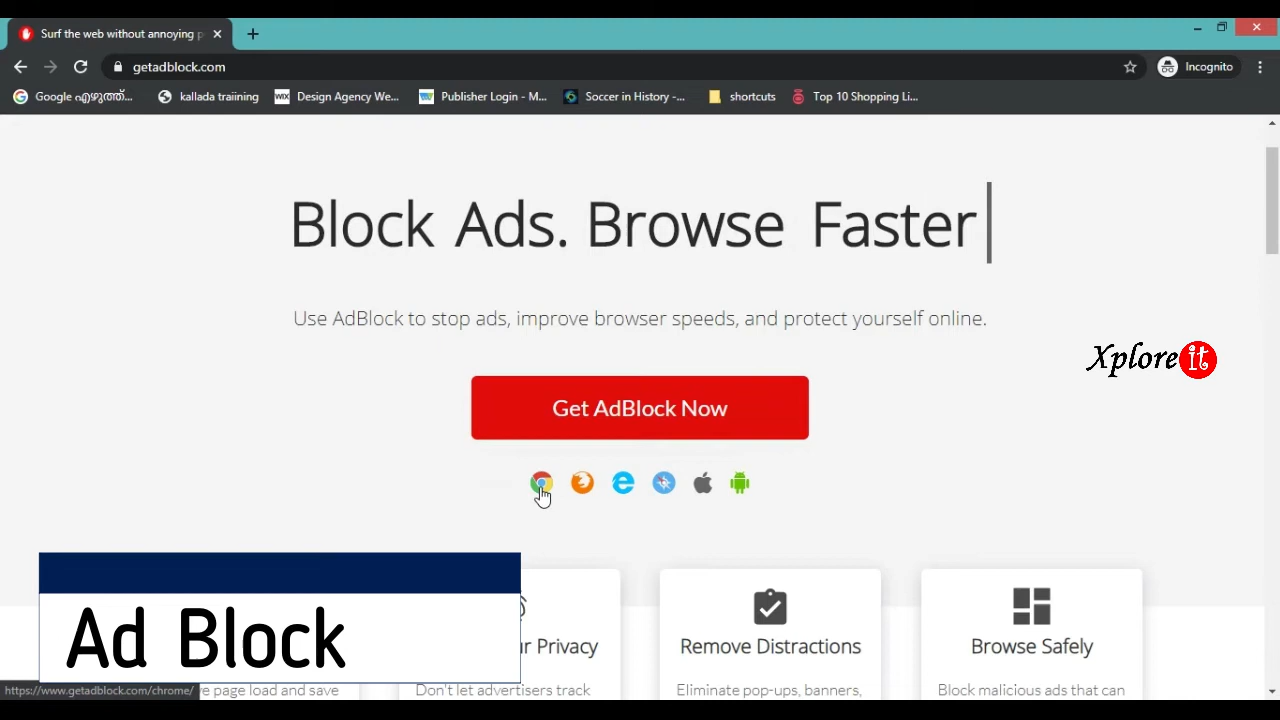 Surf the web without annoying p
getadblock.com
Incognito
Google എഴുത്ത്...
kallada traiining
WIX
Design Agency We...
Publisher Login - M...
Soccer in History -...
shortcuts
Top 10 Shopping Li...
Block Ads. Browse Faster
Use AdBlock to stop ads, improve browser speeds, and protect yourself online.
Xplore it
Get AdBlock Now
ur Privacy
Remove Distractions
Browse Safely
Ad Block
https://www.getadblock.com/chrome/
ve page load and save
Don't let advertisers track
Eliminate pop-ups, banners,
Block malicious ads that can